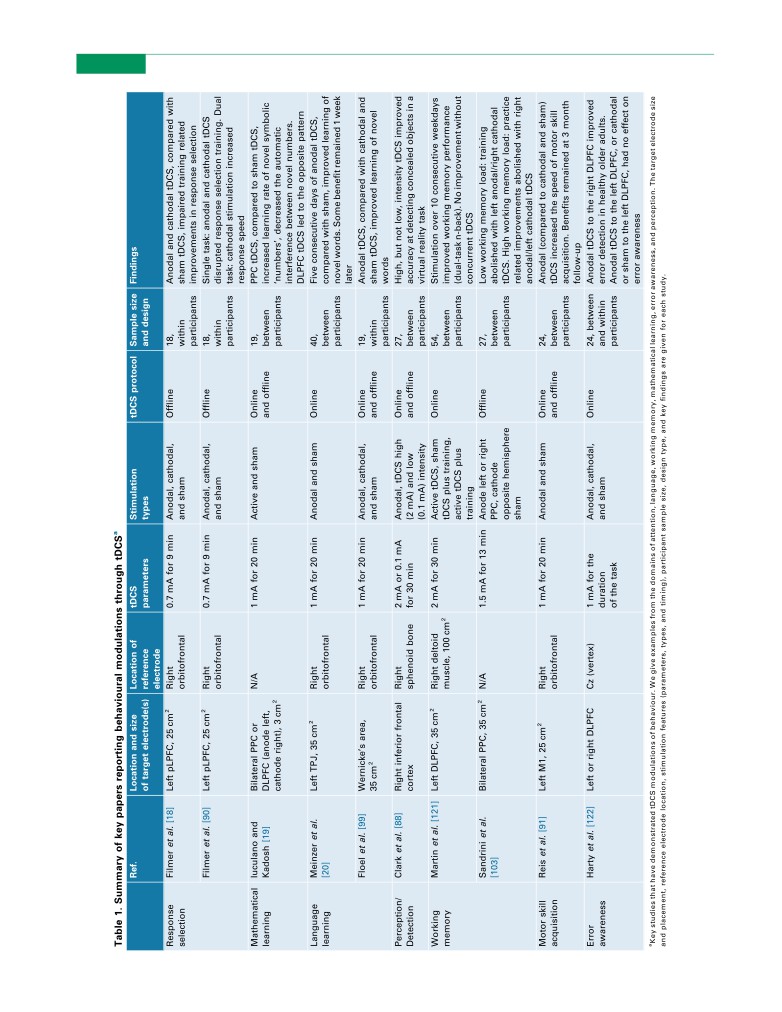 Table 1. Summary of key papers reporting behavioural modulations through tDCSᵃ
Ref. Location and size of target electrode(s) Location of reference electrode tDCS parameters Stimulation types tDCS protocol Sample size and design Findings
Response selection Filmer et al. [18] Left pLPFC, 25 cm² Right orbitofrontal 0.7 mA for 9 min Anodal, cathodal, and sham Offline 18, within participants Anodal and cathodal tDCS, compared with sham tDCS, impaired training related improvements in response selection
Filmer et al. [90] Left pLPFC, 25 cm² Right orbitofrontal 0.7 mA for 9 min Anodal, cathodal, and sham Offline 18, within participants Single task: anodal and cathodal tDCS disrupted response selection training. Dual task: cathodal stimulation increased response speed
Mathematical learning Iuculano and Kadosh [19] Bilateral PPC or DLPFC (anode left, cathode right), 3 cm² N/A 1 mA for 20 min Active and sham Online and offline 19, between participants PPC tDCS, compared to sham tDCS, increased learning rate of novel symbolic ‘numbers’, decreased the automatic interference between novel numbers. DLPFC tDCS led to the opposite pattern
Language learning Meinzer et al. [20] Left TPJ, 35 cm² Right orbitofrontal 1 mA for 20 min Anodal and sham Online 40, between participants Five consecutive days of anodal tDCS, compared with sham, improved learning of novel words. Some benefit remained 1 week later
Floel et al. [99] Wernicke's area, 35 cm² Right orbitofrontal 1 mA for 20 min Anodal, cathodal, and sham Online and offline 19, within participants Anodal tDCS, compared with cathodal and sham tDCS, improved learning of novel words
Perception/ Detection Clark et al. [88] Right inferior frontal cortex Right sphenoid bone 2 mA or 0.1 mA for 30 min Anodal, tDCS high (2 mA) and low (0.1 mA) intensity Online and offline 27, between participants High, but not low, intensity tDCS improved accuracy at detecting concealed objects in a virtual reality task
Working memory Martin et al. [121] Left DLPFC, 35 cm² Right deltoid muscle, 100 cm² 2 mA for 30 min Active tDCS, sham tDCS plus training, active tDCS plus training Online 54, between participants Stimulation over 10 consecutive weekdays improved working memory performance (dual-task n-back). No improvement without concurrent tDCS
Sandrini et al. [103] Bilateral PPC, 35 cm² N/A 1.5 mA for 13 min Anode left or right PPC, cathode opposite hemisphere sham Offline 27, between participants Low working memory load: training abolished with left anodal/right cathodal tDCS. High working memory load: practice related improvements abolished with right anodal/left cathodal tDCS
Motor skill acquisition Reis et al. [91] Left M1, 25 cm² Right orbitofrontal 1 mA for 20 min Anodal and sham Online and offline 24, between participants Anodal (compared to cathodal and sham) tDCS increased the speed of motor skill acquisition. Benefits remained at 3 month follow-up
Error awareness Harty et al. [122] Left or right DLPFC Cz (vertex) 1 mA for the duration of the task Anodal, cathodal, and sham Online 24, between and within participants Anodal tDCS to the right DLPFC improved error detection in healthy older adults. Anodal tDCS to the left DLPFC, or cathodal or sham to the left DLPFC, had no effect on error awareness
ᵃKey studies that have demonstrated tDCS modulations of behaviour. We give examples from the domains of attention, language, working memory, mathematical learning, error awareness, and perception. The target electrode size
and placement, reference electrode location, stimulation features (parameters, types, and timing), participant sample size, design type, and key findings are given for each study.